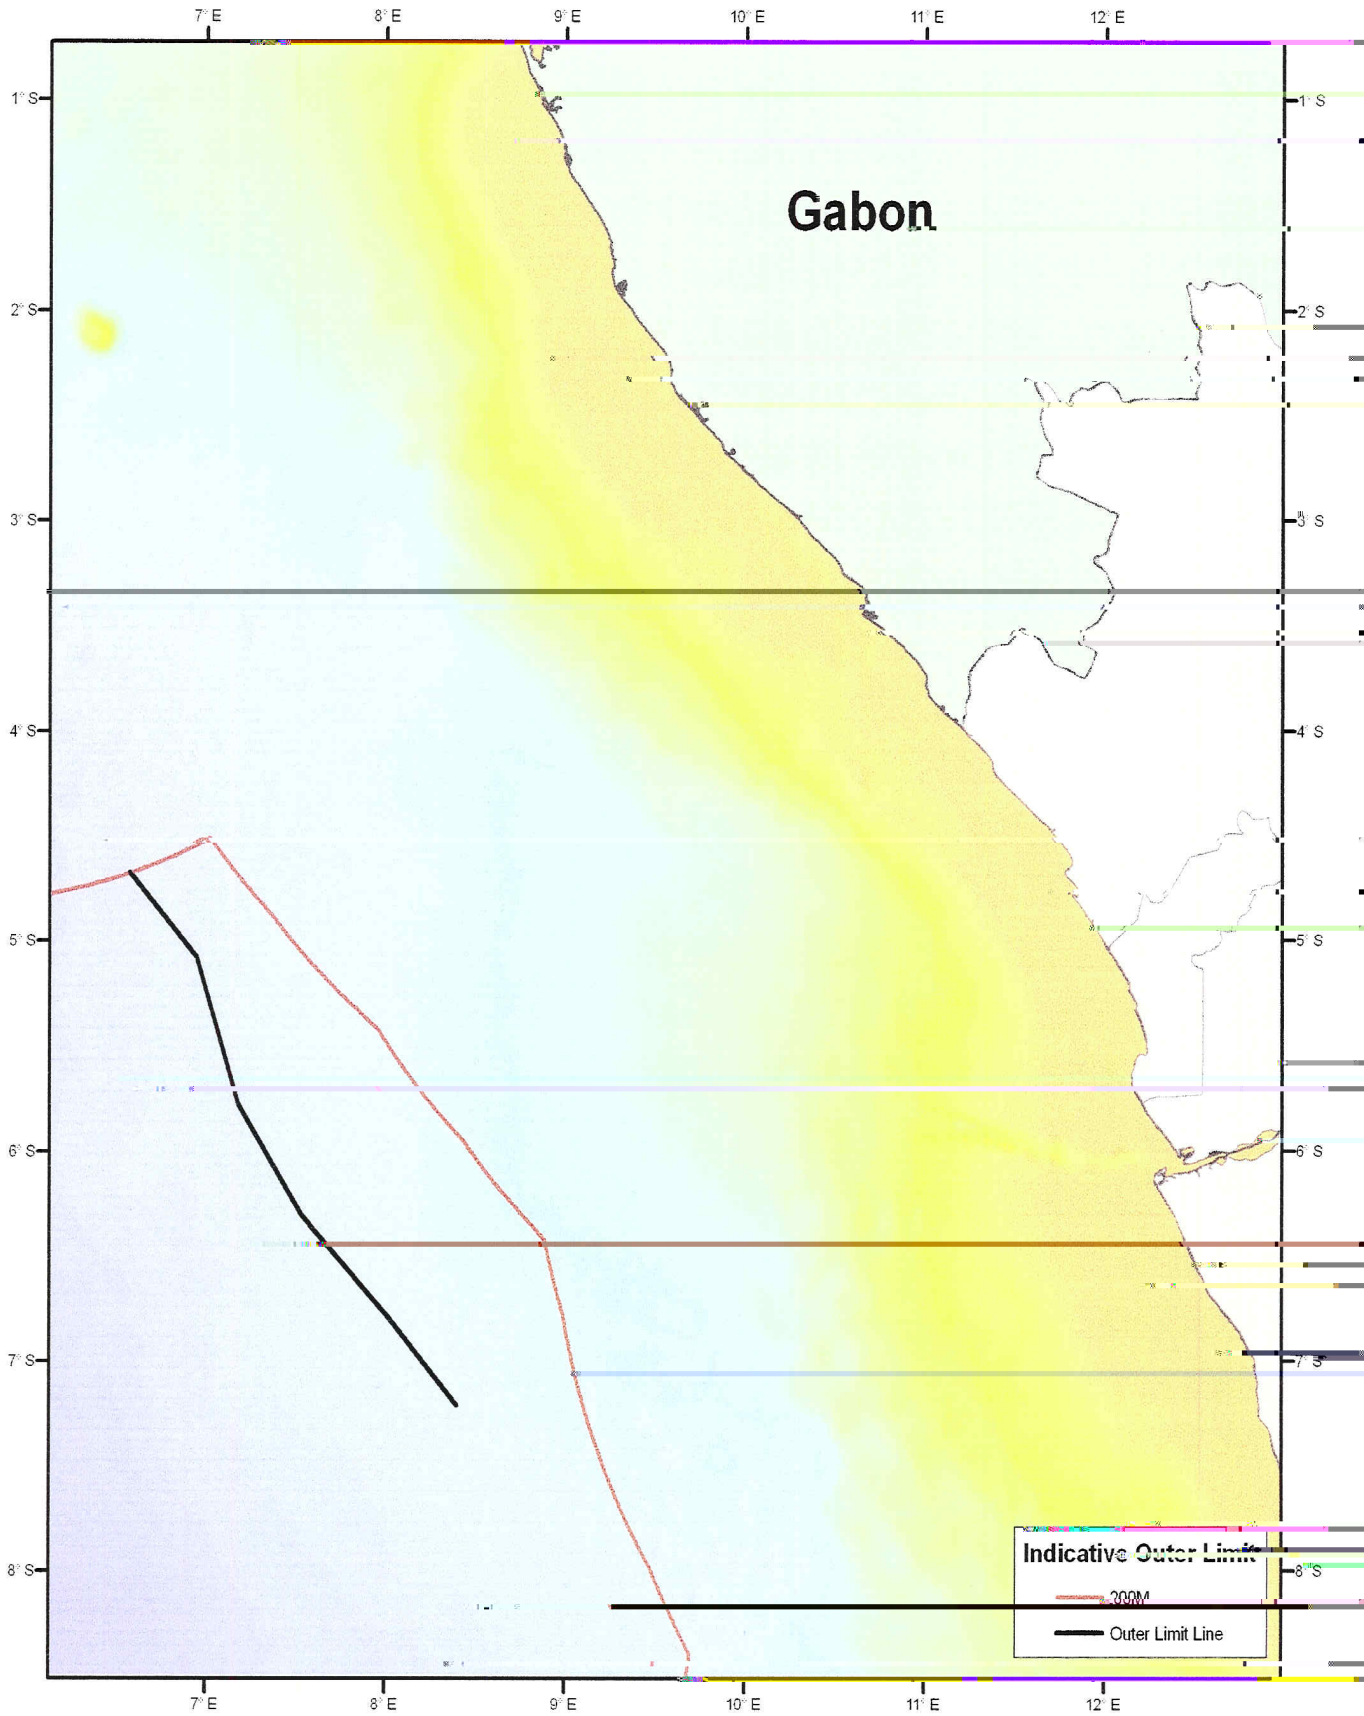 7° E 8° E 9° E 10° E 11° E 12° E
1° S 1° S
Gabon
2° S 2° S
3° S 3° S
4° S 4° S
5° S 5° S
6° S 6° S
7° S 7° S
Indicative Outer Limit
8° S 8° S
200M
Outer Limit Line
7° E 8° E 9° E 10° E 11° E 12° E